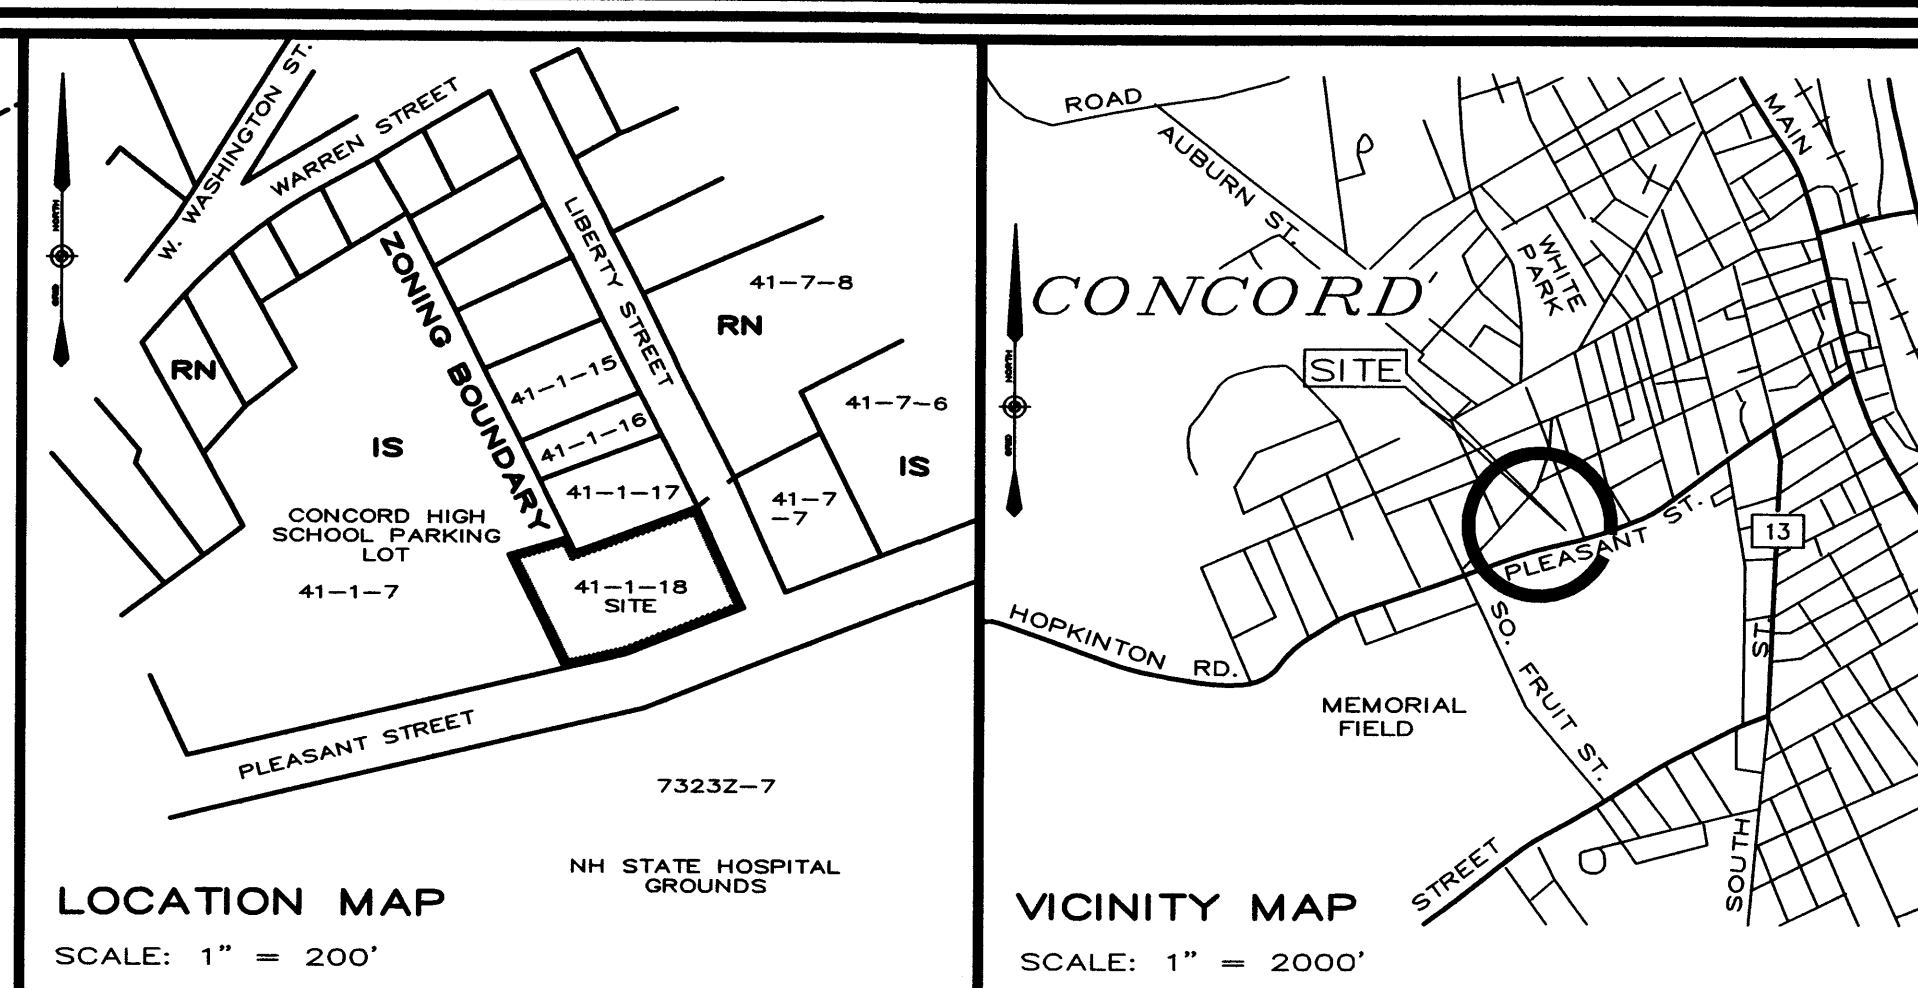 W. WASHINGTON ST.
WARREN STREET
LIBERTY STREET
ZONING BOUNDARY
NORTH
GRID
RN
41-7-8
RN
41-1-15
41-1-16
41-1-17
41-7-6
IS
IS
41-7
-7
CONCORD HIGH
SCHOOL PARKING
LOT
41-1-7
41-1-18
SITE
PLEASANT STREET
7323Z-7
NH STATE HOSPITAL
GROUNDS
LOCATION MAP
SCALE: 1" = 200'
ROAD
AUBURN ST.
MAIN
WHITE
PARK
CONCORD
NORTH
GRID
SITE
PLEASANT ST.
13
HOPKINTON RD.
SO. FRUIT ST.
ST.
MEMORIAL
FIELD
STREET
SOUTH
VICINITY MAP
SCALE: 1" = 2000'